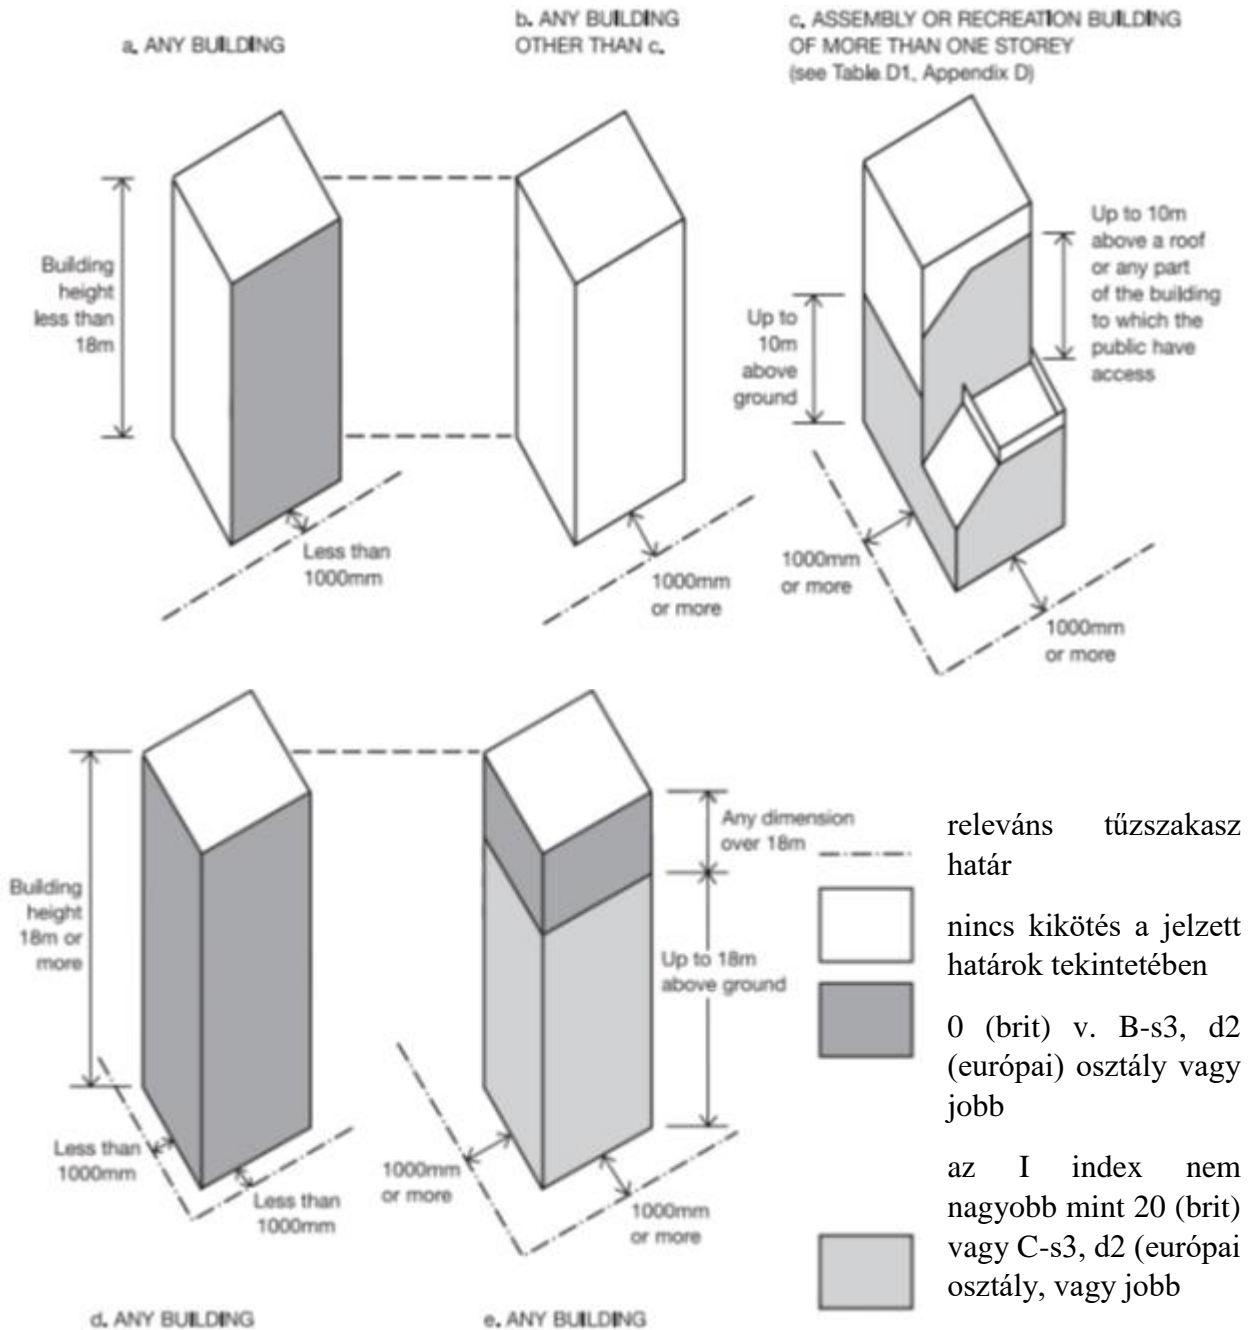 a. ANY BUILDING
b. ANY BUILDING
OTHER THAN c.
c. ASSEMBLY OR RECREATION BUILDING
OF MORE THAN ONE STOREY
(see Table D1, Appendix D)
Building
height
less than
18m
Less than
1000mm
1000mm
or more
Up to
10m
above
ground
Up to 10m
above a roof
or any part
of the building
to which the
public have
access
1000mm
or more
1000mm
or more
Building
height
18m or
more
Less than
1000mm
Less than
1000mm
d. ANY BUILDING
Any dimension
over 18m
Up to 18m
above ground
1000mm
or more
1000mm
or more
e. ANY BUILDING
releváns tűzszakasz
határ
nincs kikötés a jelzett
határok tekintetében
0 (brit) v. B-s3, d2
(európai) osztály vagy
jobb
az I index nem
nagyobb mint 20 (brit)
vagy C-s3, d2 (európai
osztály, vagy jobb